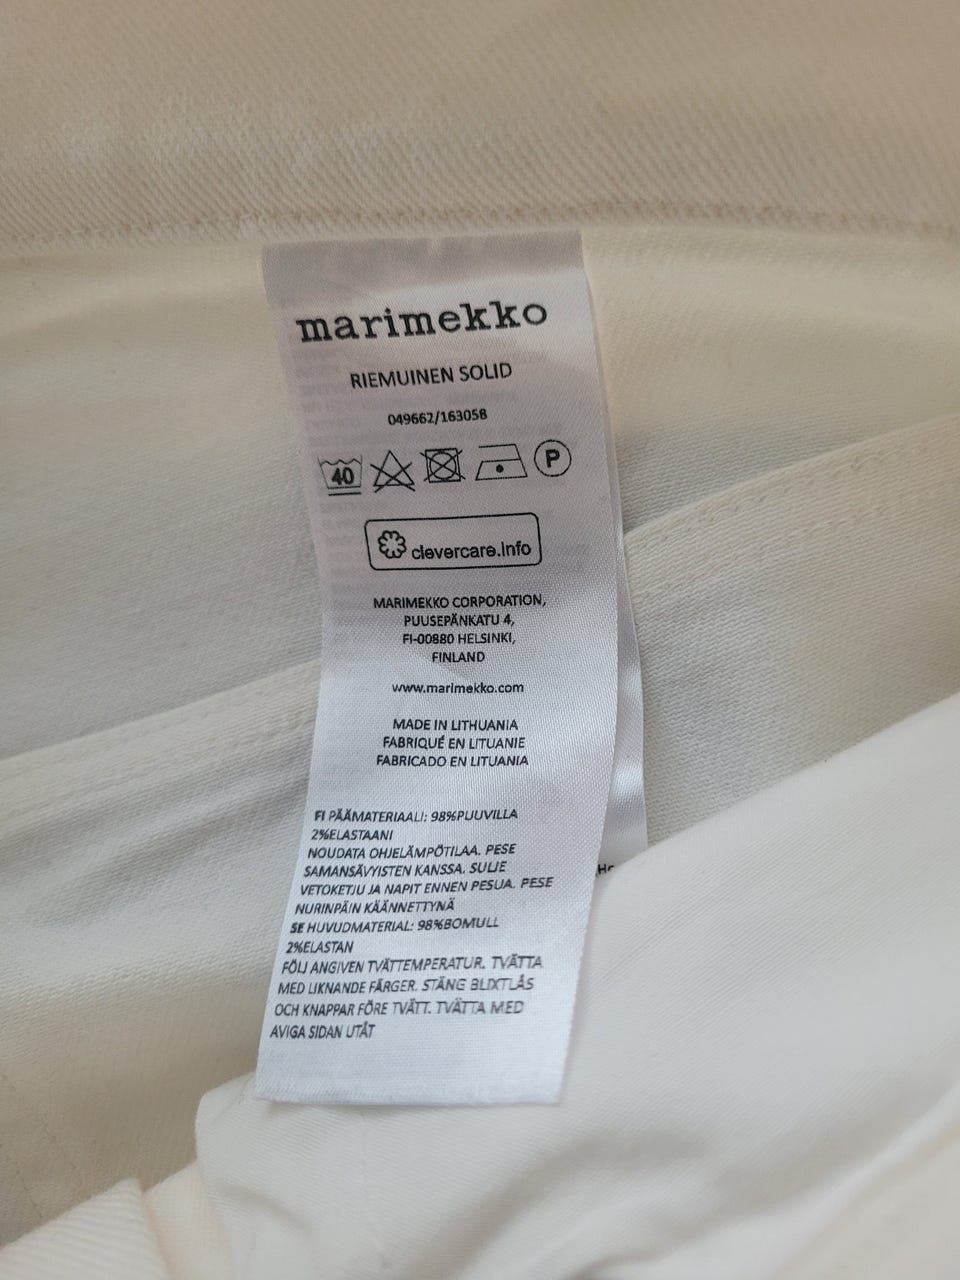 marimekko
RIEMUINEN SOLID
049662/163058
40
P
clevercare.info
MARIMEKKO CORPORATION,
PUUSEPÄNKATU 4,
FI-00880 HELSINKI,
FINLAND
www.marimekko.com
MADE IN LITHUANIA
FABRIQUÉ EN LITUANIE
FABRICADO EN LITUANIA
FI PÄÄMATERIAALI: 98%PUUVILLA
2%ELASTAANI
NOUDATA OHJELÄMPÖTILAA. PESE
SAMANSÄVYISTEN KANSSA. SULJE
VETOKETJU JA NAPIT ENNEN PESUA. PESE
NURINPÄIN KÄÄNNETTYNÄ
SE HUVUDMATERIAL: 98%BOMULL
2%ELASTAN
FÖLJ ANGIVEN TVÄTTEMPERATUR. TVÄTTA
MED LIKNANDE FÄRGER. STÄNG BLIXTLÅS
OCH KNAPPAR FÖRE TVÄTT. TVÄTTA MED
AVIGA SIDAN UTÅT